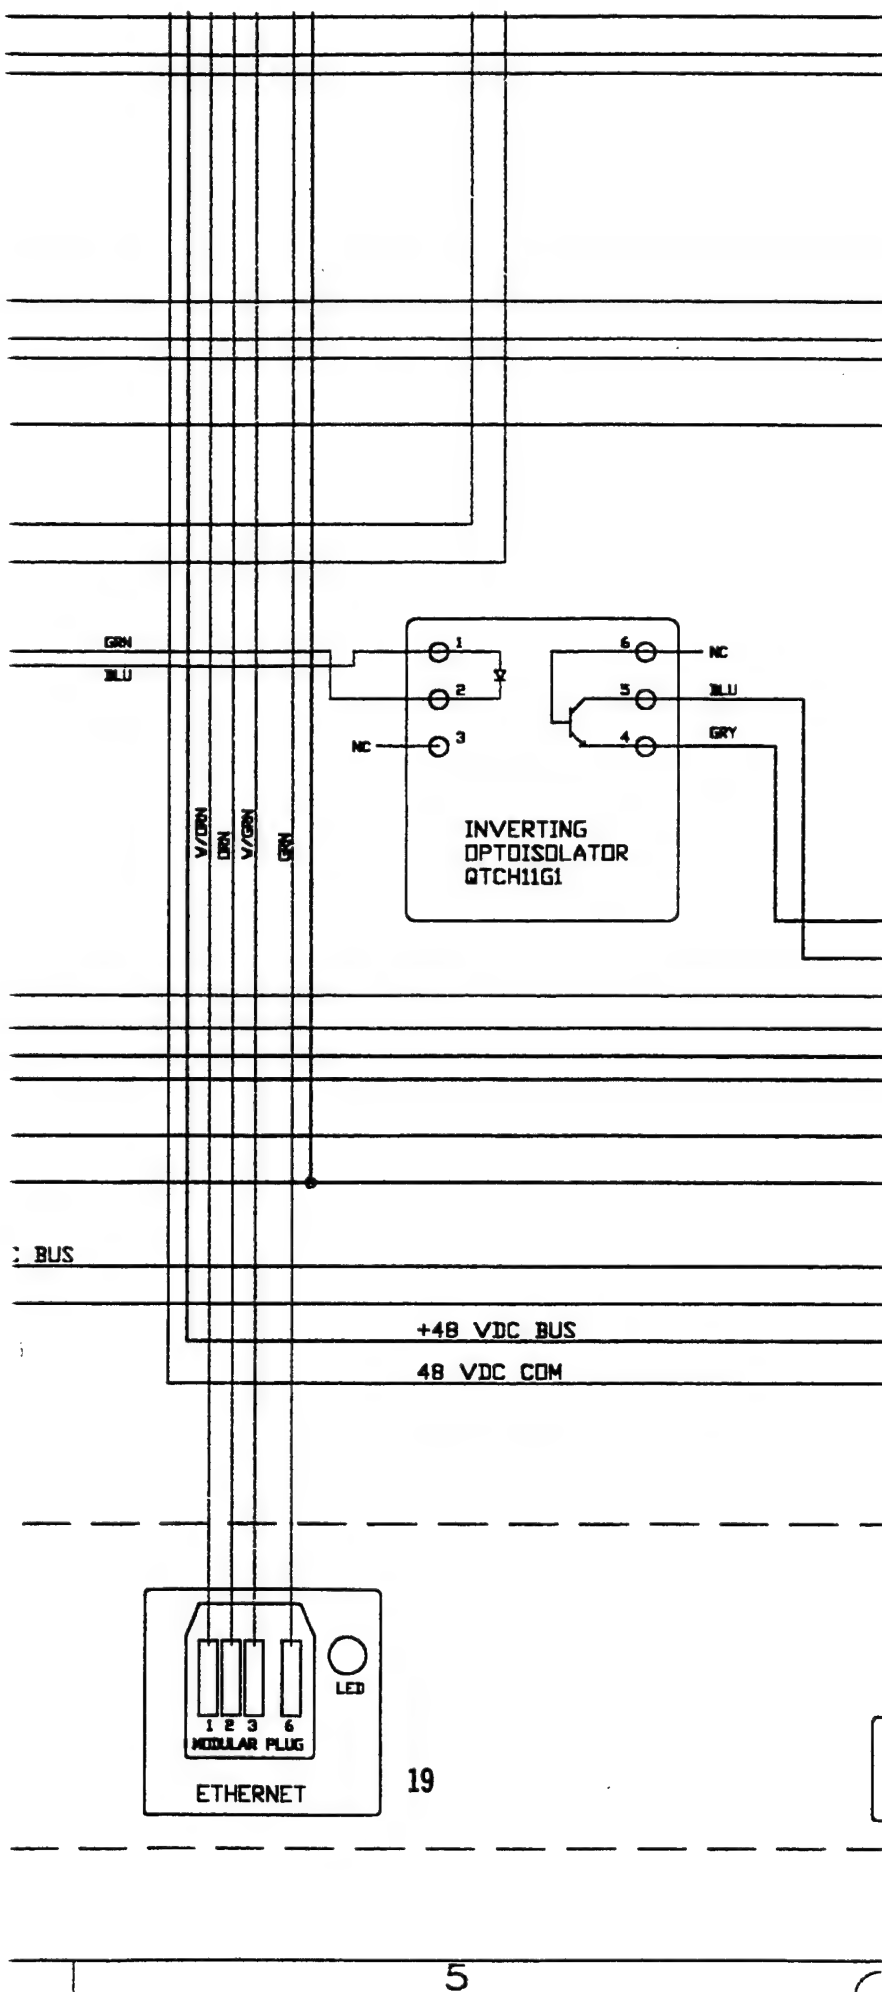 GRN
BLU
1
2
NC
3
6
NC
5
BLU
4
GRY
W/ORN
ORN
W/GRN
GRN
INVERTING
OPTOISOLATOR
QTCH11G1
C BUS
+48 VDC BUS
48 VDC COM
LED
1 2 3 6
MODULAR PLUG
ETHERNET
19
5